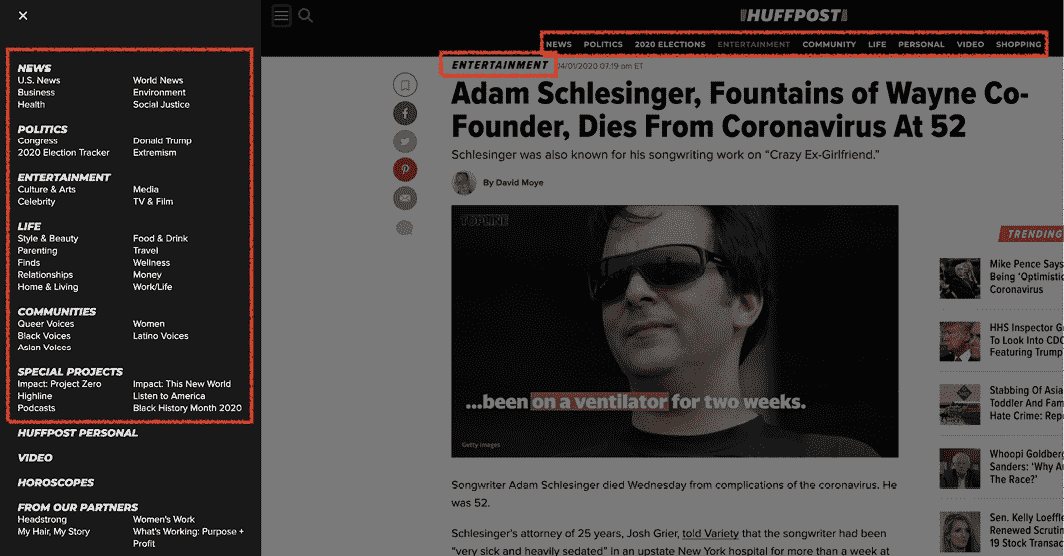 NEWS
U.S. News World News
Business Environment
Health Social Justice
POLITICS
Congress Donald Trump
2020 Election Tracker Extremism
ENTERTAINMENT
Culture & Arts Media
Celebrity TV & Film
LIFE
Style & Beauty Food & Drink
Parenting Travel
Finds Wellness
Relationships Money
Home & Living Work/Life
COMMUNITIES
Queer Voices Women
Black Voices Latino Voices
Asian Voices
SPECIAL PROJECTS
Impact: Project Zero Impact: This New World
Highline Listen to America
Podcasts Black History Month 2020
HUFFPOST PERSONAL
VIDEO
HOROSCOPES
FROM OUR PARTNERS
Headstrong Women's Work
My Hair, My Story What's Working: Purpose +
Profit
HUFFPOST
NEWS POLITICS 2020 ELECTIONS ENTERTAINMENT COMMUNITY LIFE PERSONAL VIDEO SHOPPING
ENTERTAINMENT 04/01/2020 07:19 am ET
Adam Schlesinger, Fountains of Wayne Co-
Founder, Dies From Coronavirus At 52
Schlesinger was also known for his songwriting work on “Crazy Ex-Girlfriend.”
By David Moye
TOPLINE
...been on a ventilator for two weeks.
Getty Images
Songwriter Adam Schlesinger died Wednesday from complications of the coronavirus. He
was 52.
Schlesinger's attorney of 25 years, Josh Grier, told Variety that the songwriter had been
“very sick and heavily sedated” in an upstate New York hospital for more than a week at
TRENDING
Mike Pence Says
Being ‘Optimistic
Coronavirus
HHS Inspector G
To Look Into CDC
Featuring Trump
Stabbing Of Asia
Toddler And Fam
Hate Crime: Repo
Whoopi Goldberg
Sanders: ‘Why A
The Race?’
Sen. Kelly Loeffle
Renewed Scrutin
19 Stock Transac